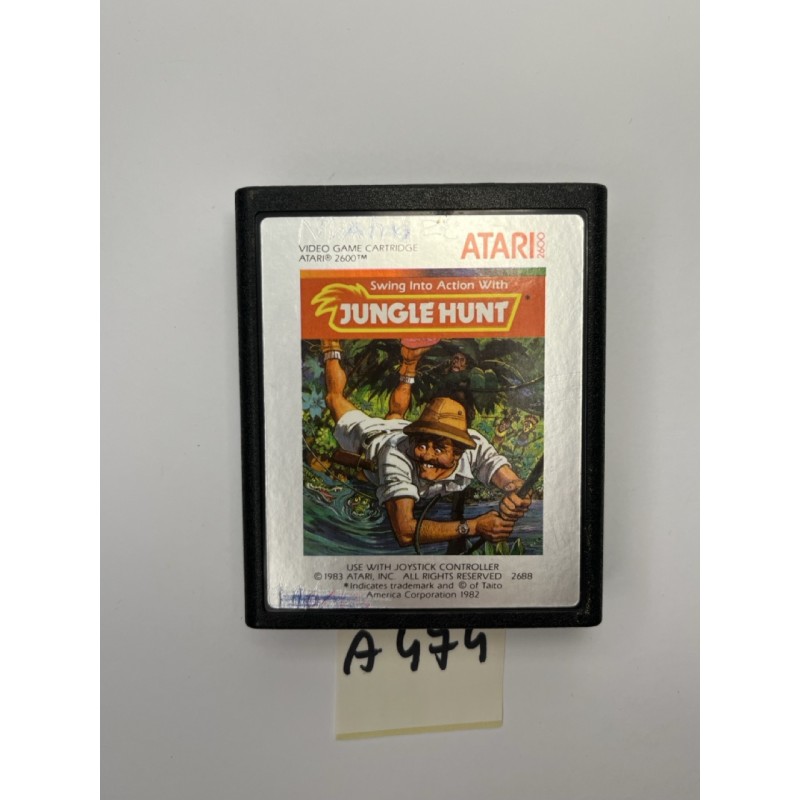 VIDEO GAME CARTRIDGE
ATARI® 2600™
ATARI 2600
Swing Into Action With
JUNGLE HUNT*
USE WITH JOYSTICK CONTROLLER
©1983 ATARI, INC. ALL RIGHTS RESERVED 2688
*Indicates trademark and © of Taito
America Corporation 1982
A 474